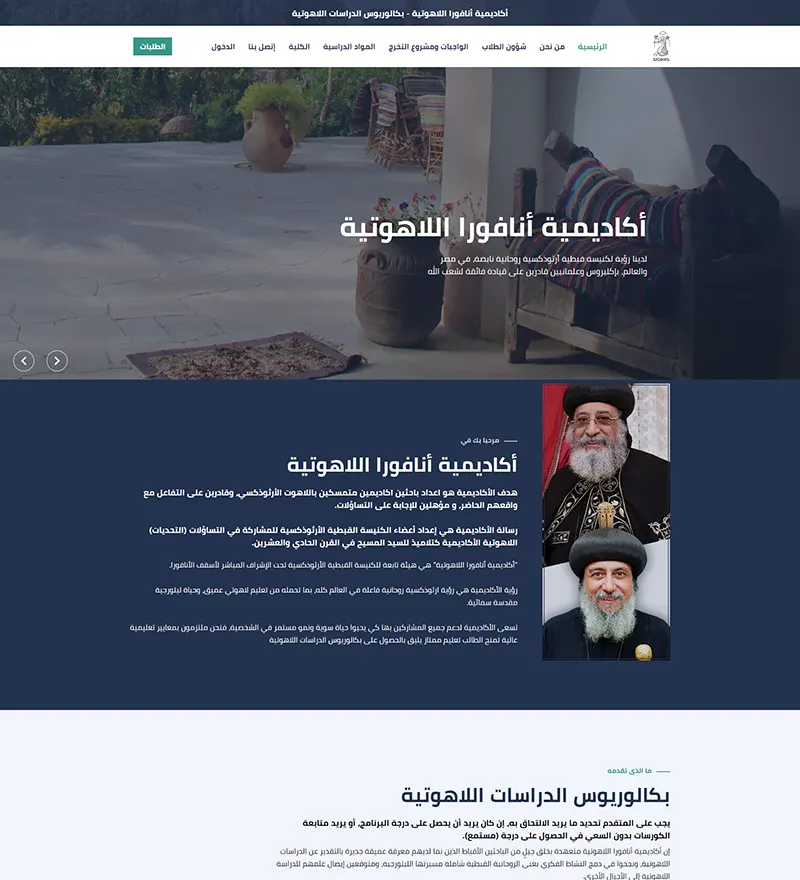 أكاديمية أنافورا اللاهوتية - بكالوريوس الدراسات اللاهوتية
الرئيسية
من نحن
شؤون الطلاب
الواجبات ومشروع التخرج
المواد الدراسية
الكلية
إتصل بنا
الدخول
الطلبات
أكاديمية أنافورا اللاهوتية
لدينا رؤية لكنيسة قبطية أرثوذكسية روحانية نابضة، في مصر
والعالم، بإكليروس وعلمانيين قادرين على قيادة فائقة لشعب الله
مرحبا بك في
أكاديمية أنافورا اللاهوتية
هدف الأكاديمية هو اعداد باحثين اكاديمين متمسكين باللاهوت الأرثوذكسي، وقادرين على التفاعل مع
واقعهم الحاضر، و مؤهلين للإجابة على التساؤلات.
رسالة الأكاديمية هي إعداد أعضاء الكنيسة القبطية الأرثوذكسية للمشاركة في التساؤلات (التحديات)
اللاهوتية الأكاديمية كتلاميذ للسيد المسيح في القرن الحادي والعشرين.
"أكاديمية أنافورا اللاهوتية" هي هيئة تابعة للكنيسة القبطية الأرثوذكسية تحت الإشراف المباشر لأسقف الأنافورا.
رؤية الأكاديمية هي رؤية ارثوذكسية روحانية فاعلة في العالم كله، بما تحمله من تعليم لاهوتي عميق، وحياة ليتورجية
مقدسة سمائية.
تسعى الأكاديمية لدعم جميع المشاركين بها كي يحيوا حياة سوية ونمو مستمر في الشخصية، فنحن ملتزمون بمعايير تعليمية
عالية تمنح الطالب تعليم ممتاز يليق بالحصول على بكالوريوس الدراسات اللاهوتية
ما الذي نقدمه
بكالوريوس الدراسات اللاهوتية
يجب على المتقدم تحديد ما يريد الالتحاق به، إن كان يريد أن يحصل على درجة البرنامج، أو يريد متابعة
الكورسات بدون السعي في الحصول على درجة (مستمع).
إن أكاديمية أنافورا اللاهوتية متعهدة بخلق جيل من الباحثين الأقباط الذين نما لديهم معرفة عميقة جديرة بالتقدير عن الدراسات
اللاهوتية، ونجحوا في دمج النشاط الفكري بغنى الروحانية القبطية شاملة مسيرتها الليتورجية، ومتوقعين إيصال علمهم للدراسة
اللاهوتية إلى الأجيال الأخرى.